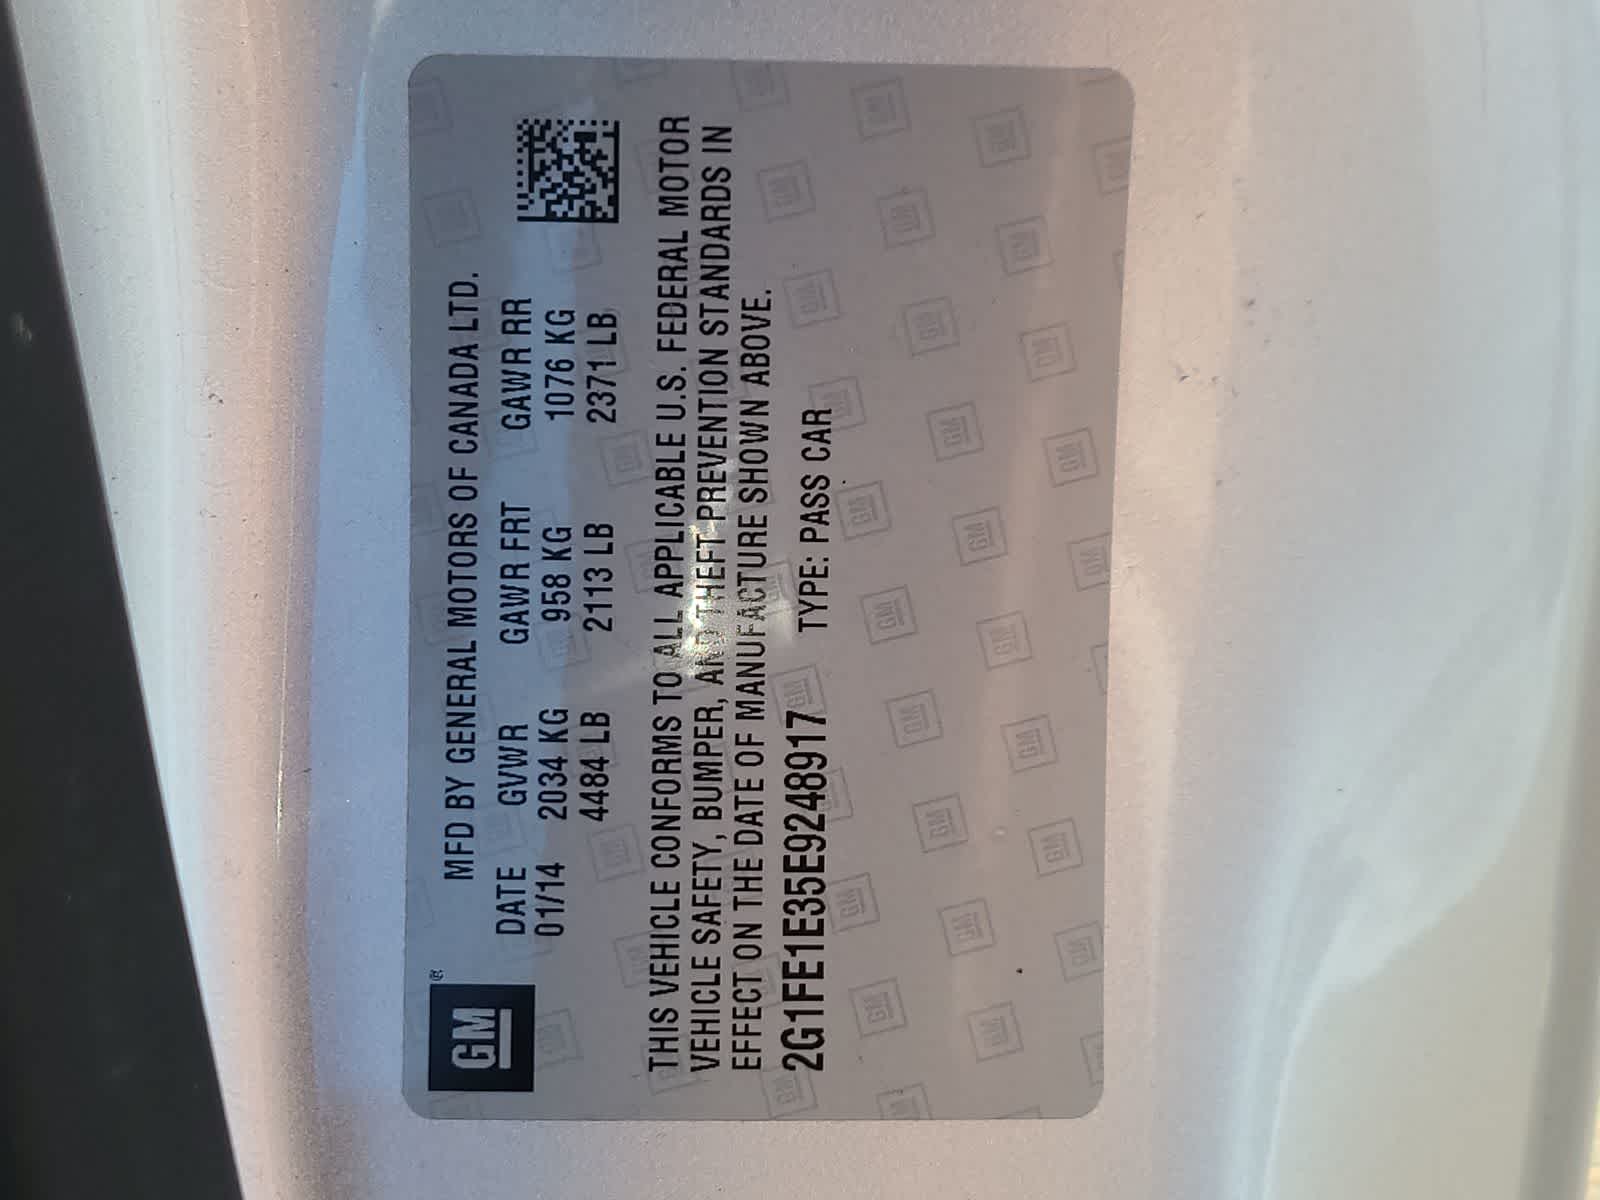 GM®
MFD BY GENERAL MOTORS OF CANADA LTD.
DATE GVWR GAWR FRT GAWR RR
01/14 2034 KG 958 KG 1076 KG
4484 LB 2113 LB 2371 LB
THIS VEHICLE CONFORMS TO ALL APPLICABLE U.S. FEDERAL MOTOR
VEHICLE SAFETY, BUMPER, AND THEFT PREVENTION STANDARDS IN
EFFECT ON THE DATE OF MANUFACTURE SHOWN ABOVE.
2G1FE1E35E9248917 TYPE: PASS CAR